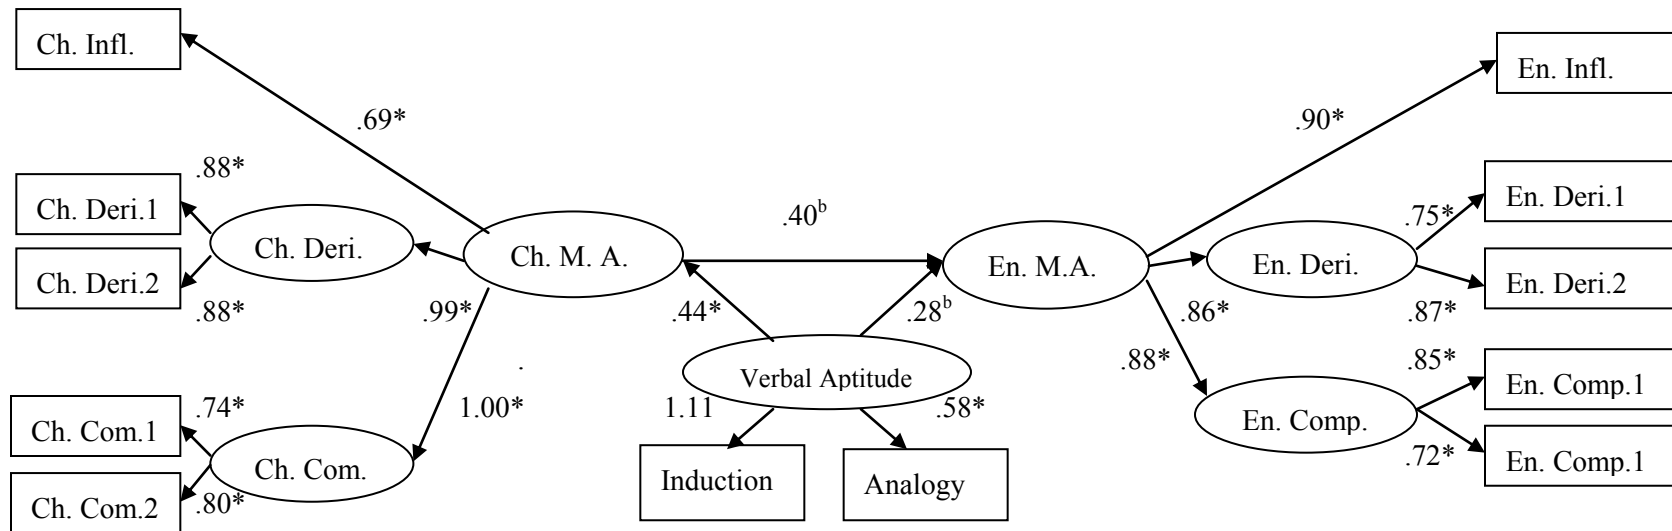 Ch. Infl.
En. Infl.
.69*
.90*
.88*
Ch. Deri.1
En. Deri.1
.75*
.40ᵇ
Ch. Deri.
Ch. M. A.
En. M.A.
En. Deri.
Ch. Deri.2
En. Deri.2
.88*
.99*
.44*
.28ᵇ
.86*
.87*
Verbal Aptitude
.88*
.85*
.
.74*
1.00*
1.11
.58*
En. Comp.1
Ch. Com.1
En. Comp.
Ch. Com.
.72*
En. Comp.1
Induction
Analogy
.80*
Ch. Com.2